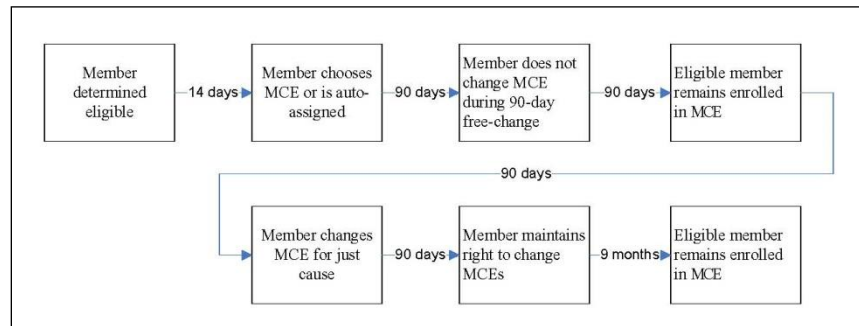 Member
determined
eligible
14 days
Member chooses
MCE or is auto-
assigned
90 days
Member does not
change MCE
during 90-day
free-change
90 days
Eligible member
remains enrolled
in MCE
90 days
Member changes
MCE for just
cause
90 days
Member maintains
right to change
MCEs
9 months
Eligible member
remains enrolled
in MCE